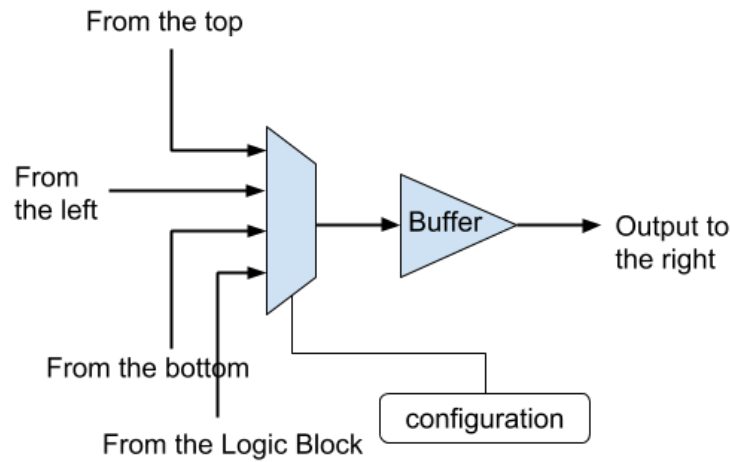 From the top
From
the left
Buffer
Output to
the right
From the bottom
configuration
From the Logic Block